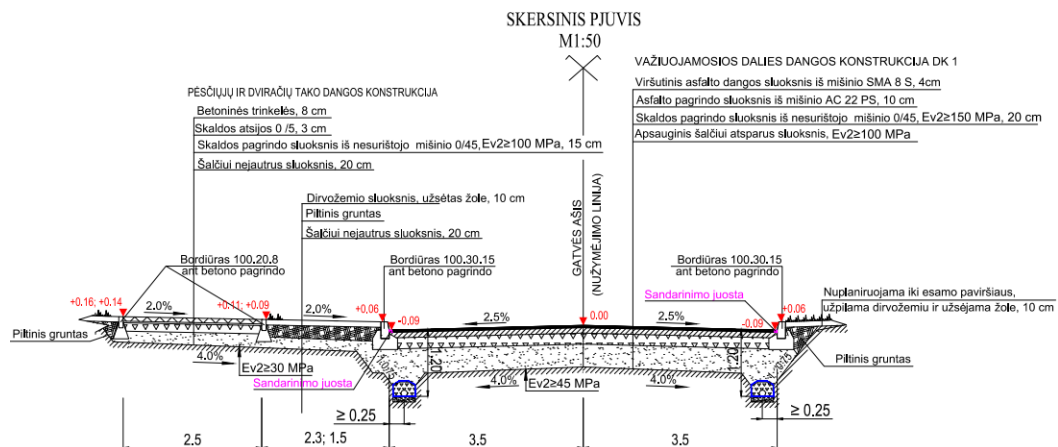 SKERSINIS PJUVIS
M1:50
VAŽIUOJAMOSIOS DALIES DANGOS KONSTRUKCIJA DK 1
Viršutinis asfalto dangos sluoksnis iš mišinio SMA 8 S, 4cm
Asfalto pagrindo sluoksnis iš mišinio AC 22 PS, 10 cm
Skaldos pagrindo sluoksnis iš nesurištojo mišinio 0/45, Ev2≥150 MPa, 20 cm
Apsauginis šalčiui atsparus sluoksnis, Ev2≥100 MPa
PĖSČIŲJŲ IR DVIRAČIŲ TAKO DANGOS KONSTRUKCIJA
Betoninės trinkelės, 8 cm
Skaldos atsijos 0 /5, 3 cm
Skaldos pagrindo sluoksnis iš nesurištojo mišinio 0/45, Ev2≥100 MPa, 15 cm
Šalčiui nejautrus sluoksnis, 20 cm
Dirvožemio sluoksnis, užsėtas žole, 10 cm
Piltinis gruntas
Šalčiui nejautrus sluoksnis, 20 cm
GATVĖS AŠIS
(NUŽYMĖJIMO LINIJA)
Bordiūras 100.20.8
ant betono pagrindo
Bordiūras 100.30.15
ant betono pagrindo
Bordiūras 100.30.15
ant betono pagrindo
Sandarinimo juosta
Nuplaniruojama iki esamo paviršiaus,
užpilama dirvožemiu ir užsėjama žole, 10 cm
+0.16; +0.14
2.0%
+0.11; +0.09
2.0%
+0.06
-0.09
2.5%
0.00
2.5%
-0.09
+0.06
Piltinis gruntas
4.0%
Ev2≥30 MPa
Sandarinimo juosta
1.20
4.0%
Ev2≥45 MPa
4.0%
1.20
Piltinis gruntas
≥ 0.25
≥ 0.25
2.5
2.3; 1.5
3.5
3.5